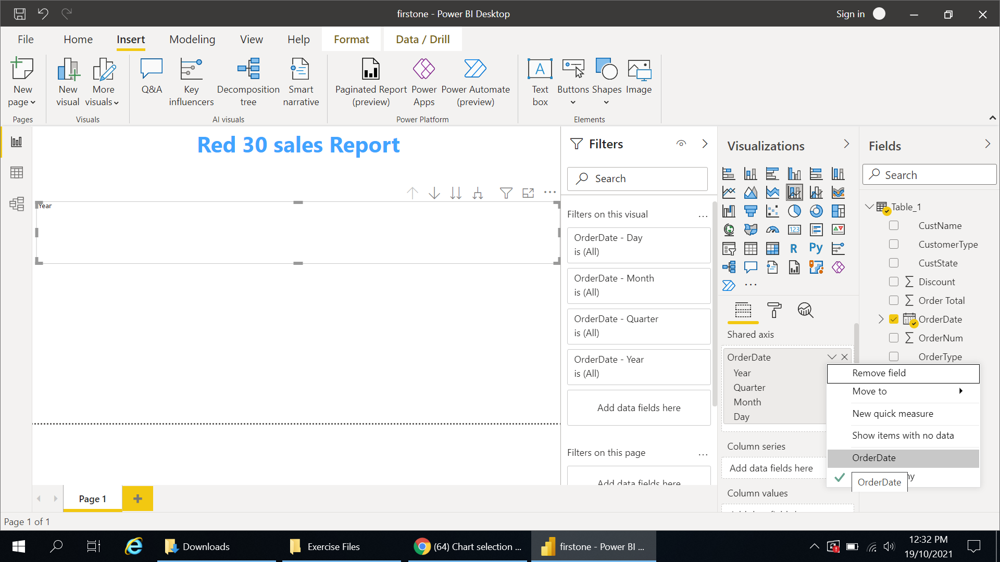 firstone - Power BI Desktop
Sign in
File Home Insert Modeling View Help Format Data / Drill
New page
New visual
More visuals
Q&A
Key influencers
Decomposition tree
Smart narrative
Paginated Report (preview)
Power Apps
Power Automate (preview)
Text box
Buttons
Shapes
Image
Pages
Visuals
AI visuals
Power Platform
Elements
Red 30 sales Report
Year
Filters
Search
Filters on this visual
OrderDate - Day
is (All)
OrderDate - Month
is (All)
OrderDate - Quarter
is (All)
OrderDate - Year
is (All)
Add data fields here
Filters on this page
Add data fields here
Visualizations
123
R
Py
Shared axis
OrderDate
Year
Quarter
Month
Day
Column series
Add data fields here
Column values
Fields
Search
Table_1
CustName
CustomerType
CustState
Discount
Order Total
OrderDate
OrderNum
OrderType
Remove field
Move to
New quick measure
Show items with no data
OrderDate
OrderDate
Page 1
Page 1 of 1
Downloads
Exercise Files
(64) Chart selection ...
firstone - Power BI ...
12:32 PM
19/10/2021